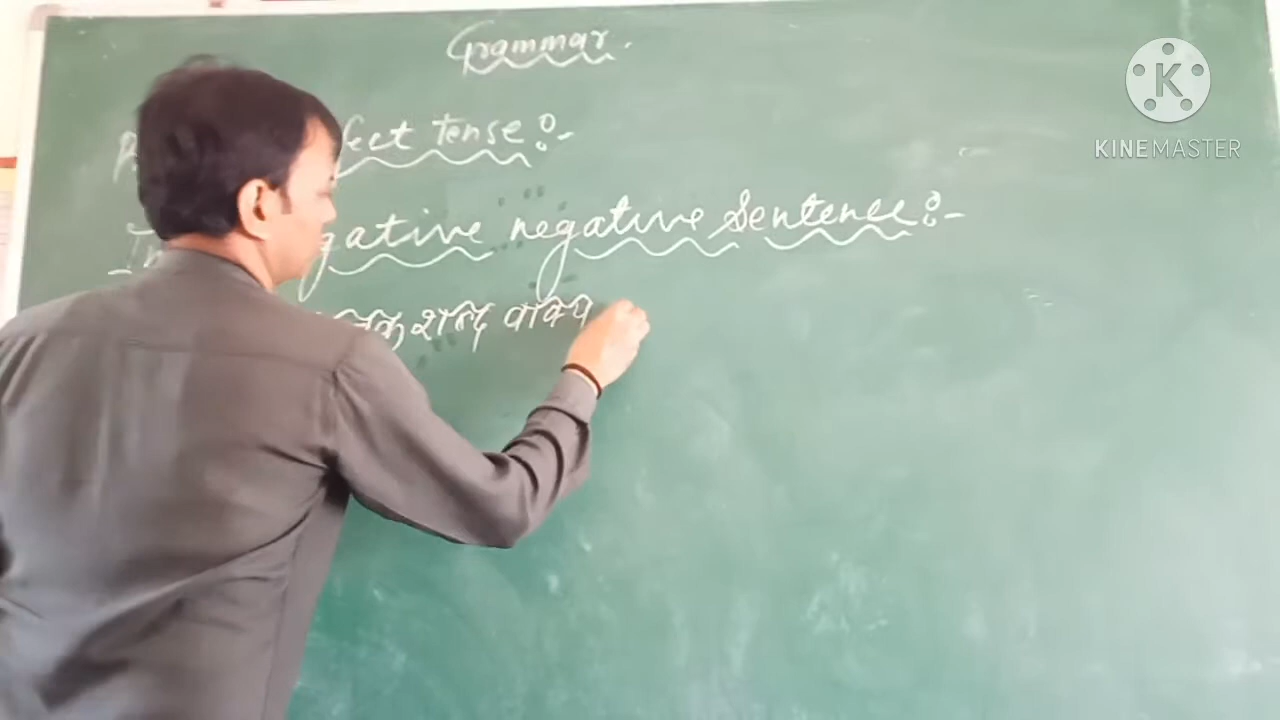 Grammar.
fect tense :-
gative negative Sentence :-
शब्द वाक्य
K
KINEMASTER